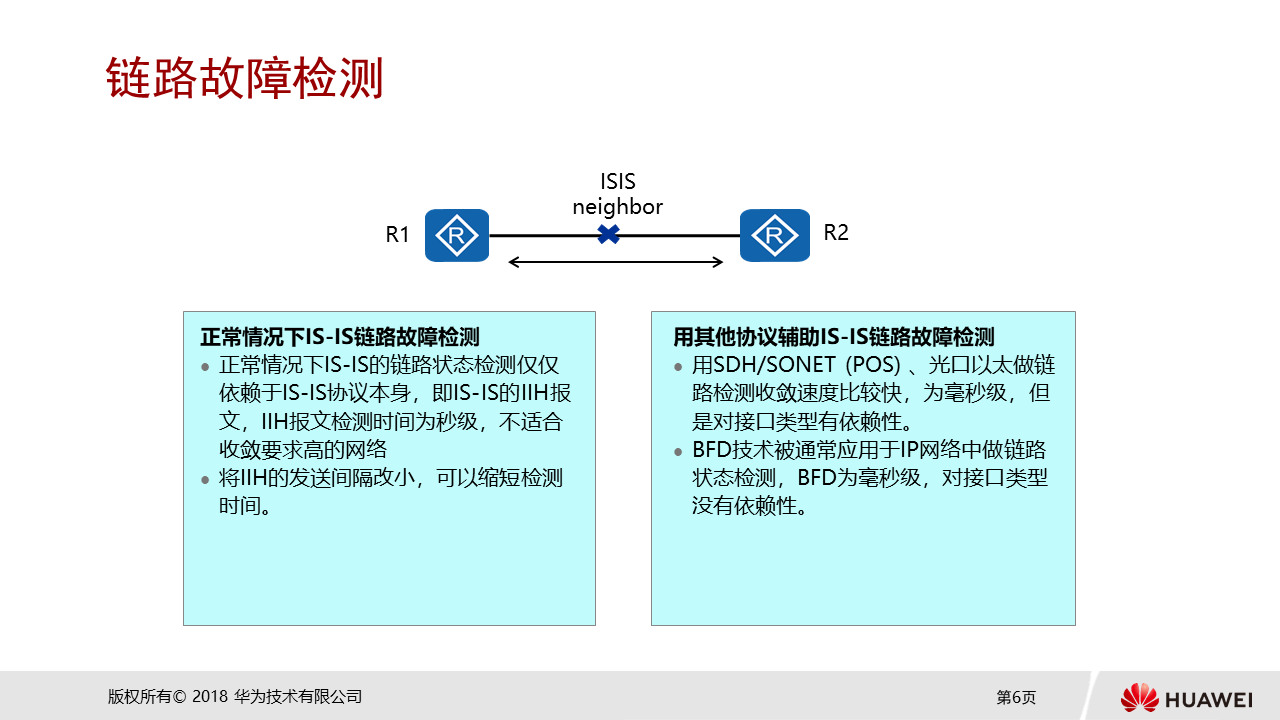 链路故障检测
ISIS
neighbor
R1
R
R
R2
正常情况下IS-IS链路故障检测
● 正常情况下IS-IS的链路状态检测仅仅
依赖于IS-IS协议本身，即IS-IS的IIH报
文，IIH报文检测时间为秒级，不适合
收敛要求高的网络
● 将IIH的发送间隔改小，可以缩短检测
时间。
用其他协议辅助IS-IS链路故障检测
● 用SDH/SONET (POS) 、光口以太做链
路检测收敛速度比较快，为毫秒级，但
是对接口类型有依赖性。
● BFD技术被通常应用于IP网络中做链路
状态检测，BFD为毫秒级，对接口类型
没有依赖性。
版权所有© 2018 华为技术有限公司
第6页
HUAWEI